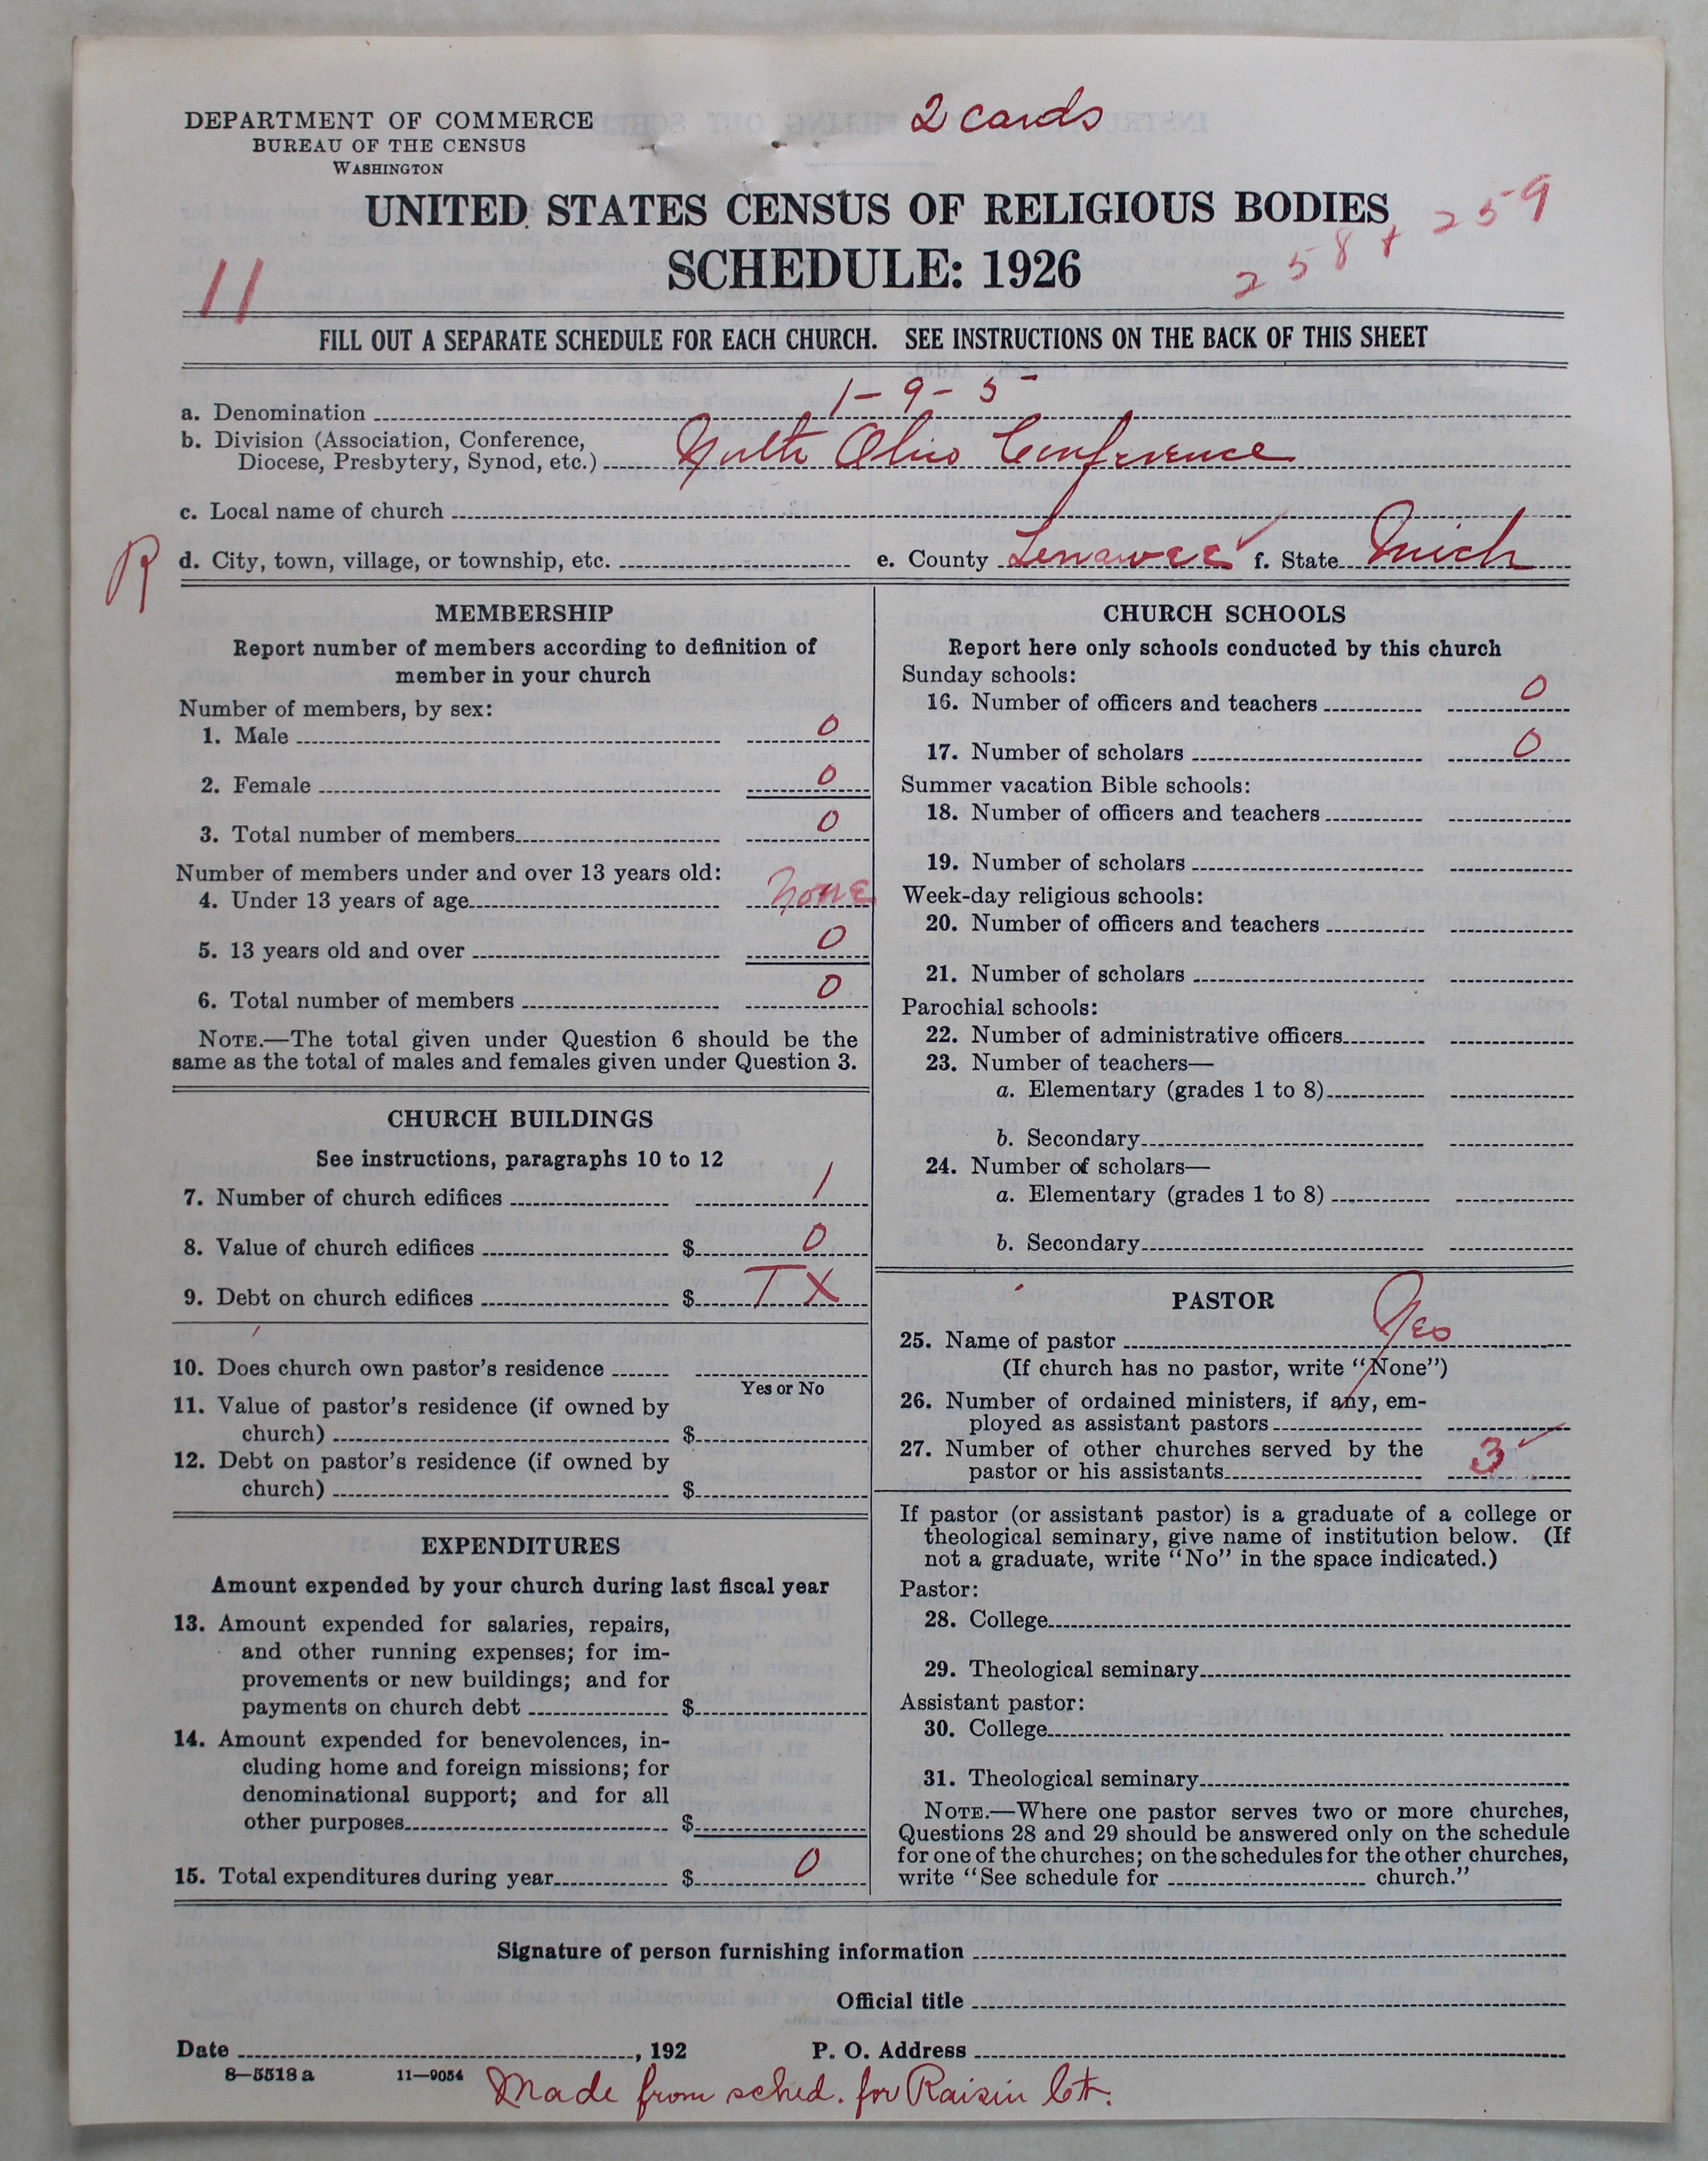 2 cards
DEPARTMENT OF COMMERCE
BUREAU OF THE CENSUS
WASHINGTON
UNITED STATES CENSUS OF RELIGIOUS BODIES
SCHEDULE: 1926
258 + 259
11
FILL OUT A SEPARATE SCHEDULE FOR EACH CHURCH. SEE INSTRUCTIONS ON THE BACK OF THIS SHEET
a. Denomination 1-9-5
b. Division (Association, Conference,
Diocese, Presbytery, Synod, etc.) North Ohio Conference
c. Local name of church
R
d. City, town, village, or township, etc. e. County Lenawee ✓ f. State Mich
MEMBERSHIP
Report number of members according to definition of
member in your church
Number of members, by sex:
1. Male 0
2. Female 0
3. Total number of members 0
Number of members under and over 13 years old:
4. Under 13 years of age None
5. 13 years old and over 0
6. Total number of members 0
NOTE.—The total given under Question 6 should be the
same as the total of males and females given under Question 3.
CHURCH BUILDINGS
See instructions, paragraphs 10 to 12
7. Number of church edifices 1
8. Value of church edifices $ 0
9. Debt on church edifices $ TX
10. Does church own pastor's residence
Yes or No
11. Value of pastor's residence (if owned by
church) $
12. Debt on pastor's residence (if owned by
church) $
EXPENDITURES
Amount expended by your church during last fiscal year
13. Amount expended for salaries, repairs,
and other running expenses; for im-
provements or new buildings; and for
payments on church debt $
14. Amount expended for benevolences, in-
cluding home and foreign missions; for
denominational support; and for all
other purposes $
15. Total expenditures during year $ 0
CHURCH SCHOOLS
Report here only schools conducted by this church
Sunday schools:
16. Number of officers and teachers 0
17. Number of scholars 0
Summer vacation Bible schools:
18. Number of officers and teachers
19. Number of scholars
Week-day religious schools:
20. Number of officers and teachers
21. Number of scholars
Parochial schools:
22. Number of administrative officers
23. Number of teachers—
a. Elementary (grades 1 to 8)
b. Secondary
24. Number of scholars—
a. Elementary (grades 1 to 8)
b. Secondary
PASTOR
25. Name of pastor Yes
(If church has no pastor, write "None")
26. Number of ordained ministers, if any, em-
ployed as assistant pastors
27. Number of other churches served by the
pastor or his assistants 3 ✓
If pastor (or assistant pastor) is a graduate of a college or
theological seminary, give name of institution below. (If
not a graduate, write "No" in the space indicated.)
Pastor:
28. College
29. Theological seminary
Assistant pastor:
30. College
31. Theological seminary
NOTE.—Where one pastor serves two or more churches,
Questions 28 and 29 should be answered only on the schedule
for one of the churches; on the schedules for the other churches,
write "See schedule for church."
Signature of person furnishing information
Official title
Date , 192 P. O. Address
8—5518a 11—9054
Made from sched. for Raisin Ct.